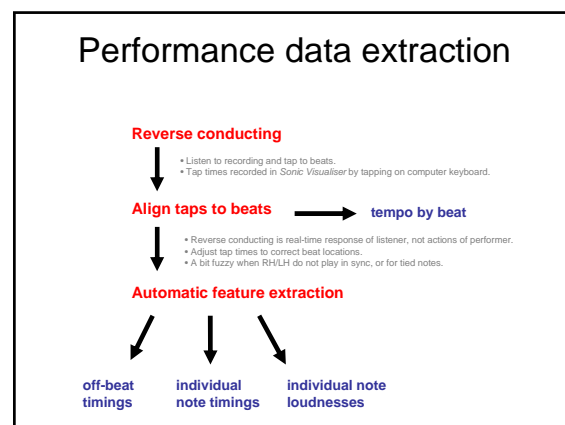 Performance data extraction
Reverse conducting
▪ Listen to recording and tap to beats.
▪ Tap times recorded in Sonic Visualiser by tapping on computer keyboard.
Align taps to beats
tempo by beat
▪ Reverse conducting is real-time response of listener, not actions of performer.
▪ Adjust tap times to correct beat locations.
▪ A bit fuzzy when RH/LH do not play in sync, or for tied notes.
Automatic feature extraction
off-beat
timings
individual
note timings
individual note
loudnesses